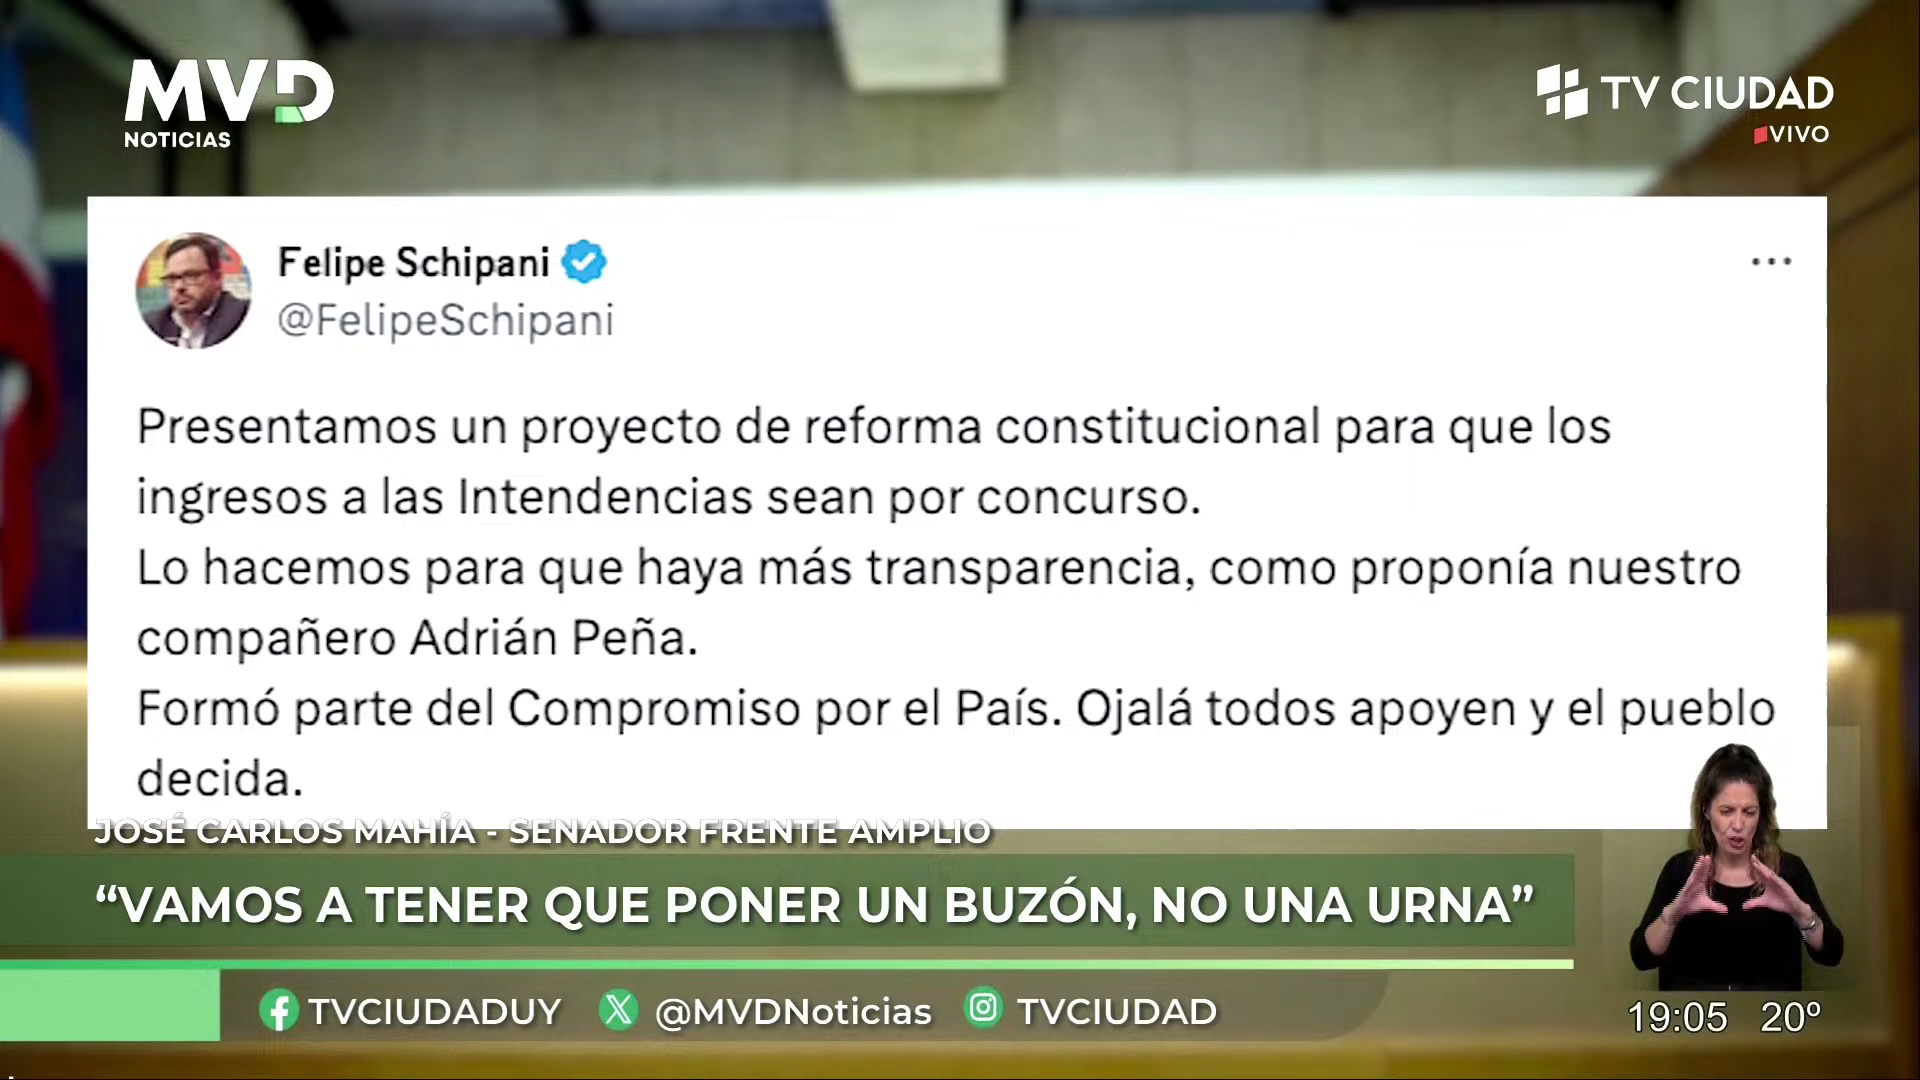 MVD
NOTICIAS
TV CIUDAD
VIVO
Felipe Schipani
@FelipeSchipani
Presentamos un proyecto de reforma constitucional para que los
ingresos a las Intendencias sean por concurso.
Lo hacemos para que haya más transparencia, como proponía nuestro
compañero Adrián Peña.
Formó parte del Compromiso por el País. Ojalá todos apoyen y el pueblo
decida.
JOSÉ CARLOS MAHÍA - SENADOR FRENTE AMPLIO
“VAMOS A TENER QUE PONER UN BUZÓN, NO UNA URNA”
TVCIUDADUY @MVDNoticias TVCIUDAD
19:05 20º